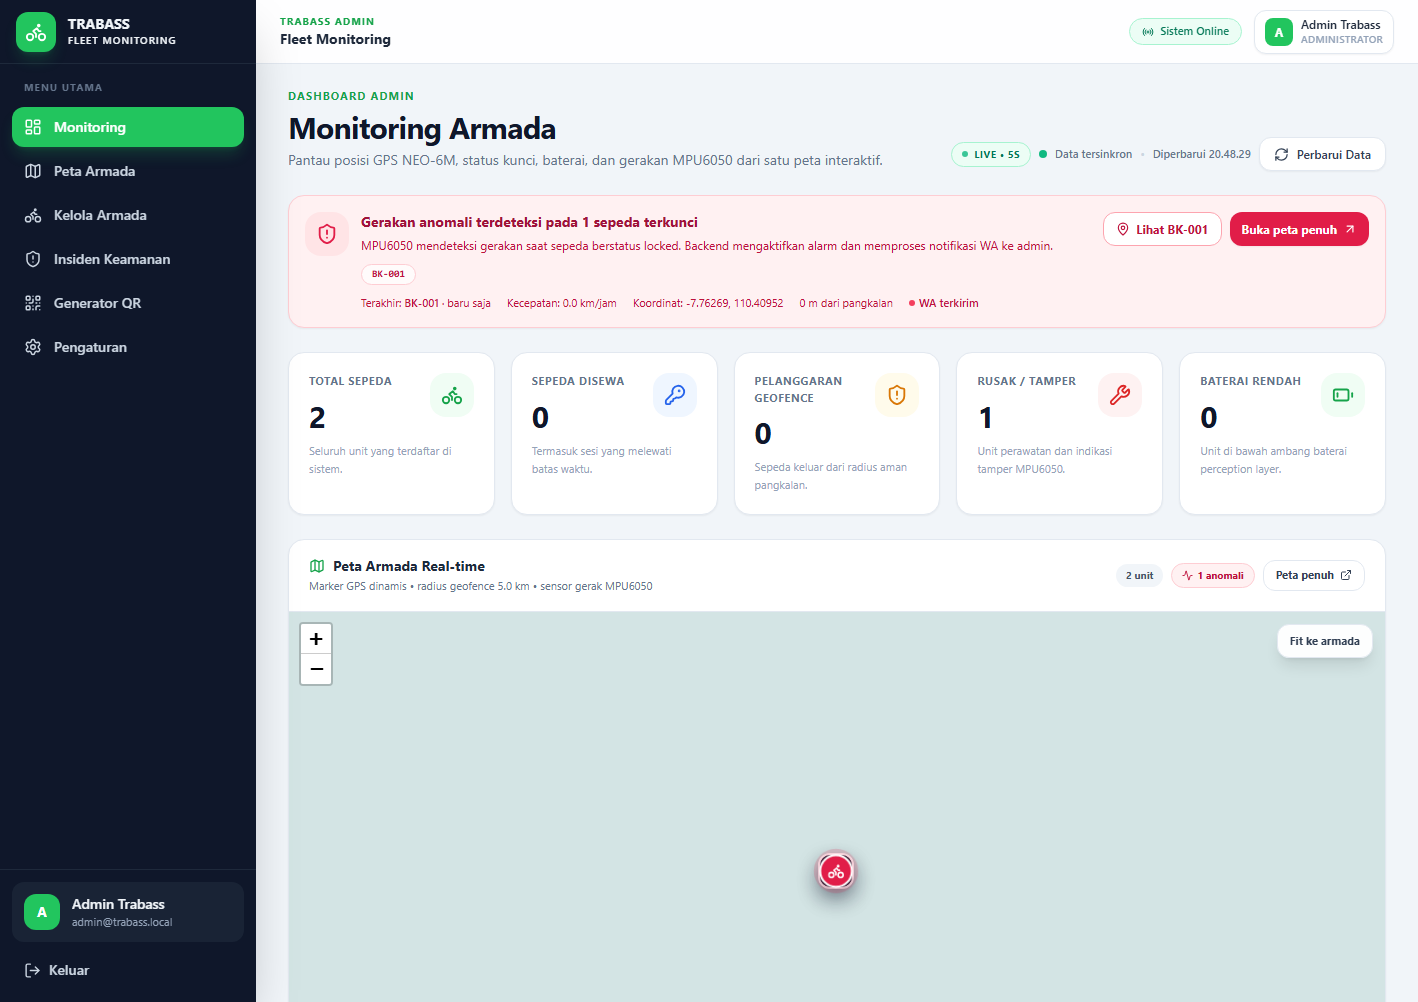 TRABASS
FLEET MONITORING
MENU UTAMA
Monitoring
Peta Armada
Kelola Armada
Insiden Keamanan
Generator QR
Pengaturan
A
Admin Trabass
admin@trabass.local
Keluar
TRABASS ADMIN
Fleet Monitoring
Sistem Online
A
Admin Trabass
ADMINISTRATOR
DASHBOARD ADMIN
Monitoring Armada
Pantau posisi GPS NEO-6M, status kunci, baterai, dan gerakan MPU6050 dari satu peta interaktif.
LIVE • 5S
Data tersinkron • Diperbarui 20.48.29
Perbarui Data
Gerakan anomali terdeteksi pada 1 sepeda terkunci
MPU6050 mendeteksi gerakan saat sepeda berstatus locked. Backend mengaktifkan alarm dan memproses notifikasi WA ke admin.
BK-001
Terakhir: BK-001 · baru saja Kecepatan: 0.0 km/jam Koordinat: -7.76269, 110.40952 0 m dari pangkalan WA terkirim
Lihat BK-001
Buka peta penuh
TOTAL SEPEDA
2
Seluruh unit yang terdaftar di
sistem.
SEPEDA DISEWA
0
Termasuk sesi yang melewati
batas waktu.
PELANGGARAN
GEOFENCE
0
Sepeda keluar dari radius aman
pangkalan.
RUSAK / TAMPER
1
Unit perawatan dan indikasi
tamper MPU6050.
BATERAI RENDAH
0
Unit di bawah ambang baterai
perception layer.
Peta Armada Real-time
Marker GPS dinamis • radius geofence 5.0 km • sensor gerak MPU6050
2 unit
1 anomali
Peta penuh
+
−
Fit ke armada